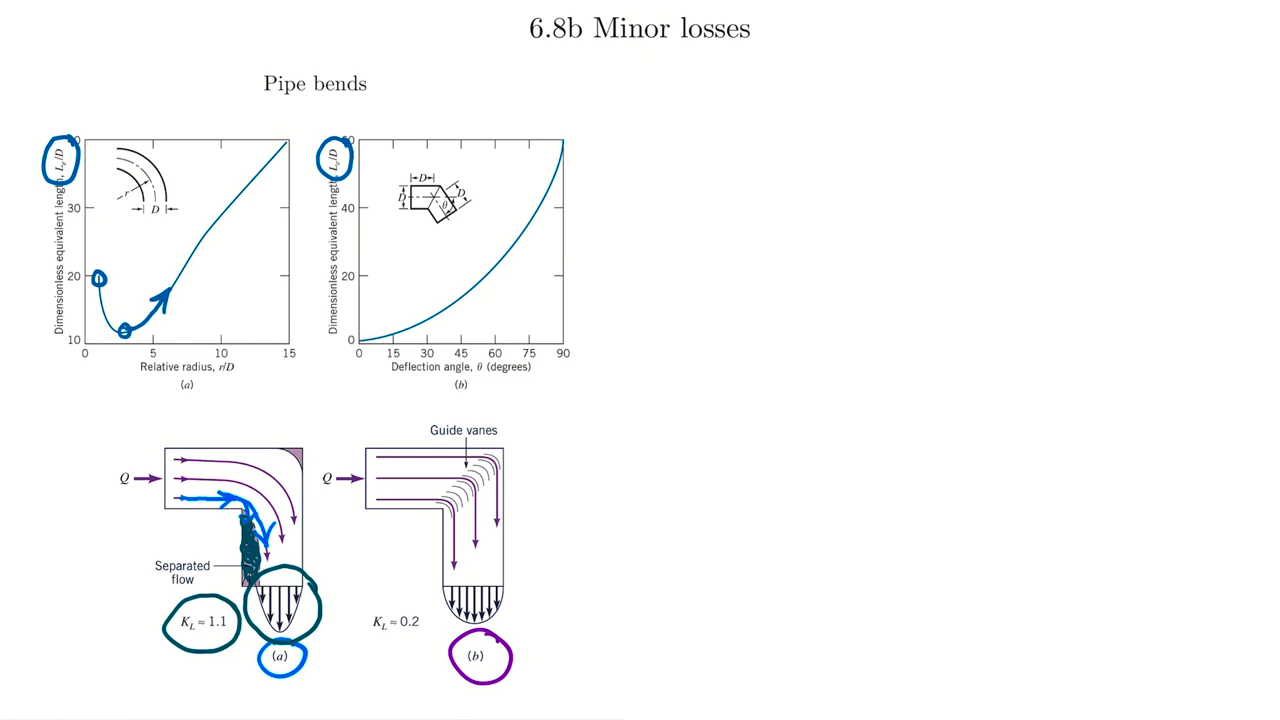 6.8b Minor losses
Pipe bends
Dimensionless equivalent length, Le/D
30
20
10
0
5
10
15
r
D
Relative radius, r/D
(a)
Dimensionless equivalent length, Le/D
40
20
0
0
15
30
45
60
75
90
D
D
D
θ
Deflection angle, θ (degrees)
(b)
Q
Separated
flow
KL ≈ 1.1
(a)
Guide vanes
Q
KL ≈ 0.2
(b)